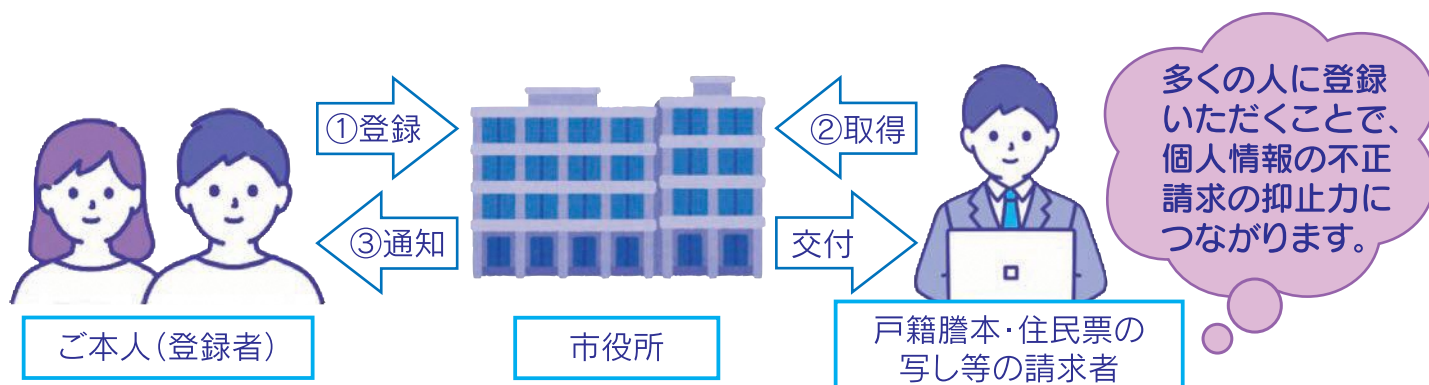 ①登録
③通知
②取得
交付
多くの人に登録
いただくことで、
個人情報の不正
請求の抑止力に
つながります。
ご本人(登録者)
市役所
戸籍謄本・住民票の
写し等の請求者